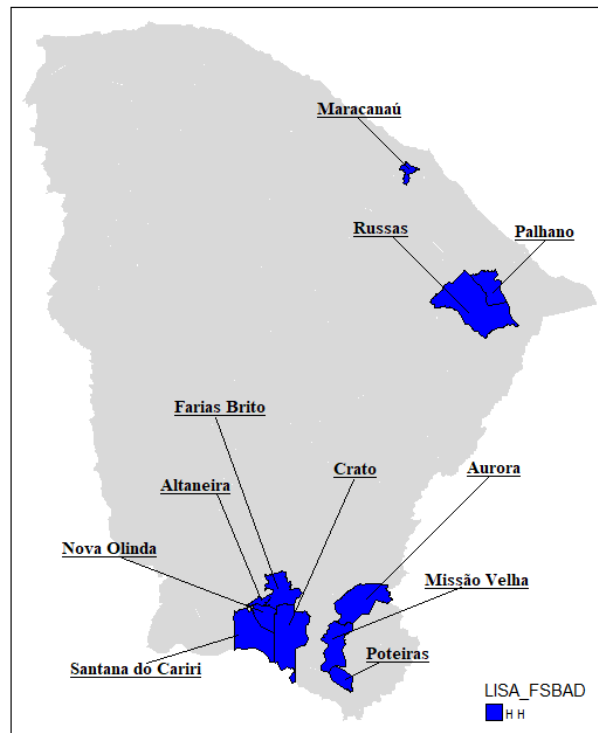 Maracanaú
Russas
Palhano
Farias Brito
Crato
Aurora
Altaneira
Nova Olinda
Missão Velha
Santana do Cariri
Poteiras
LISA_FSBAD
H H